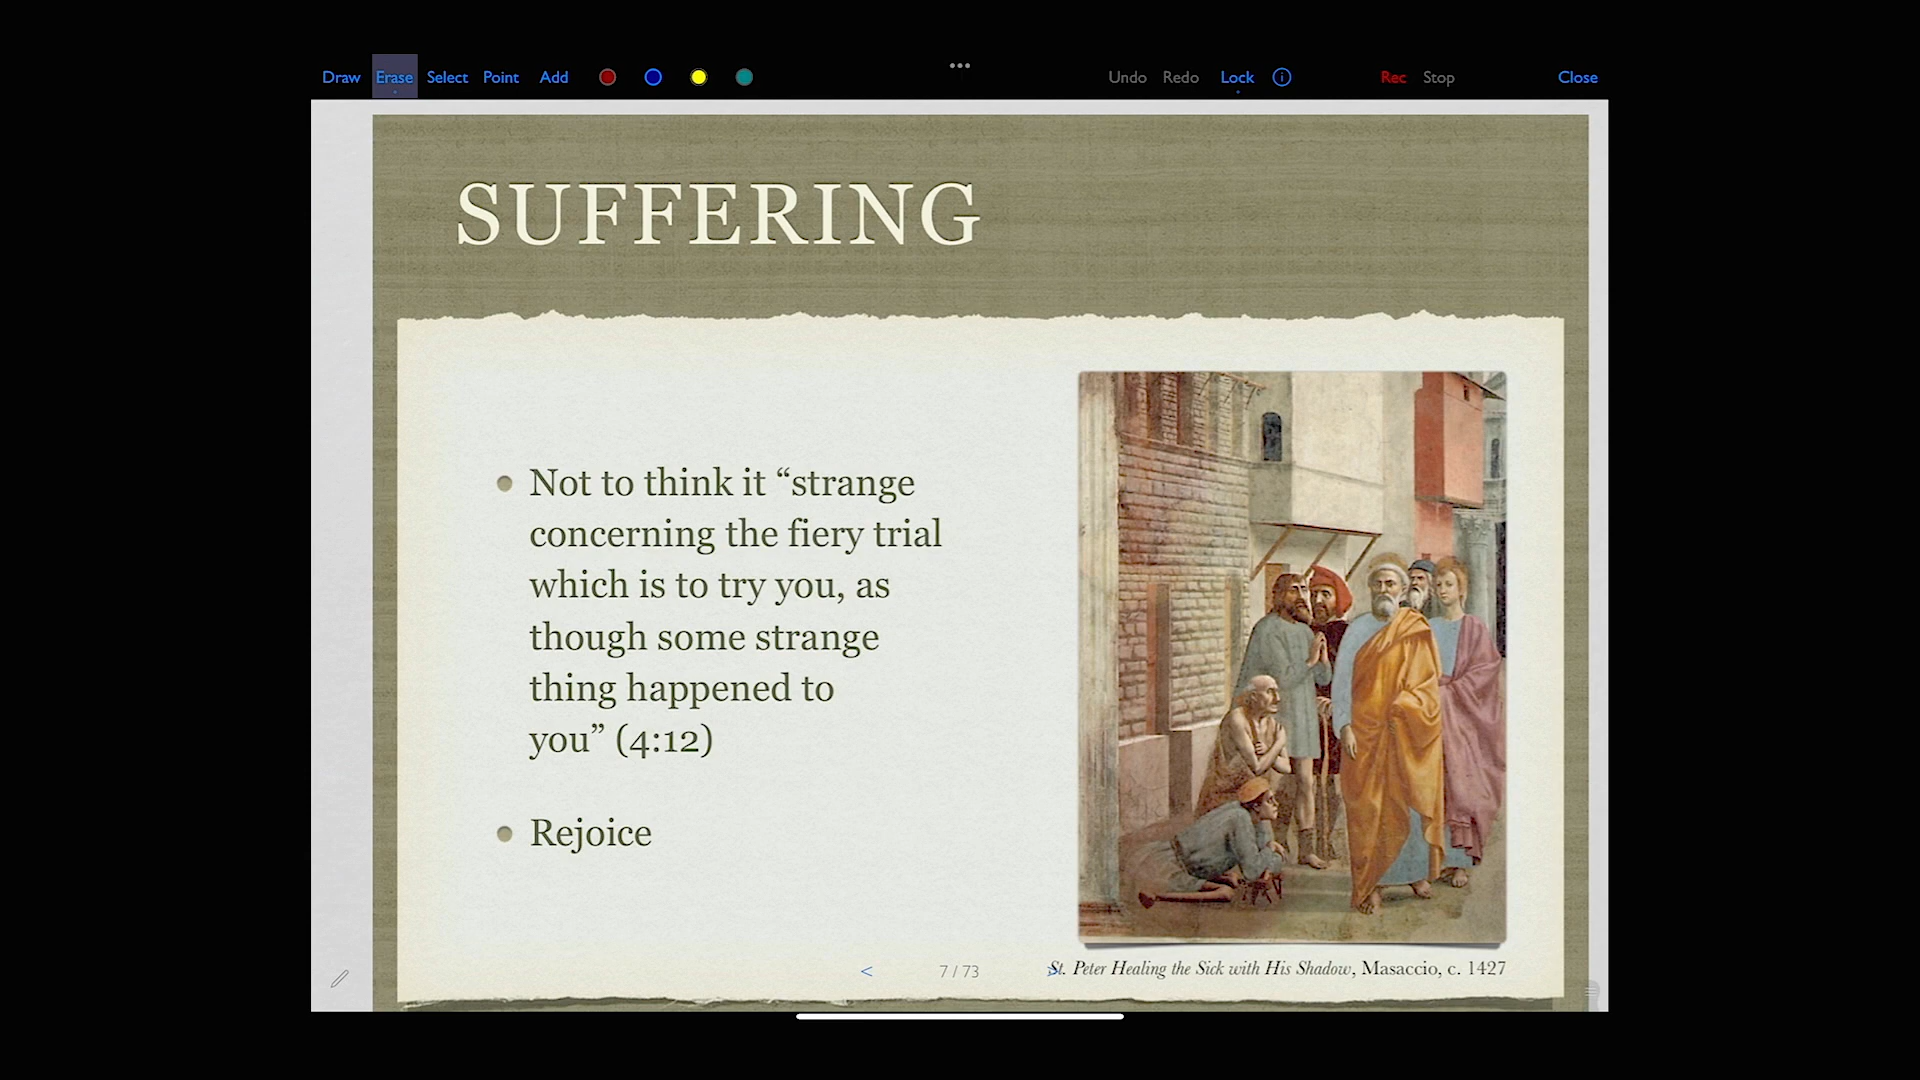 Draw Erase Select Point Add ••• Undo Redo Lock i Rec Stop Close
SUFFERING
• Not to think it “strange
concerning the fiery trial
which is to try you, as
though some strange
thing happened to
you” (4:12)
• Rejoice
< 7 / 73 >
St. Peter Healing the Sick with His Shadow, Masaccio, c. 1427